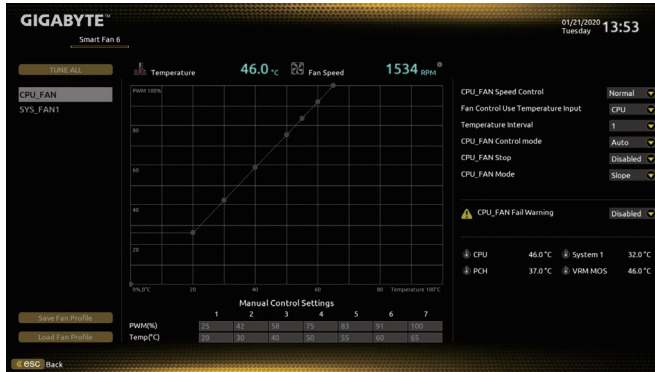 GIGABYTE™
Smart Fan 6
01/21/2020 Tuesday 13:53
TUNE ALL
CPU_FAN
SYS_FAN1
Temperature 46.0 °C Fan Speed 1534 RPM
PWM 100%
80
60
40
20
0%,0°C 20 40 60 80 Temperature 100°C
Manual Control Settings
1 2 3 4 5 6 7
PWM(%) 25 42 58 75 83 91 100
Temp(°C) 20 30 40 50 55 60 65
CPU_FAN Speed Control Normal
Fan Control Use Temperature Input CPU
Temperature Interval 1
CPU_FAN Control mode Auto
CPU_FAN Stop Disabled
CPU_FAN Mode Slope
CPU_FAN Fail Warning Disabled
CPU 46.0°C System 1 32.0°C
PCH 37.0°C VRM MOS 46.0°C
Save Fan Profile
Load Fan Profile
esc Back